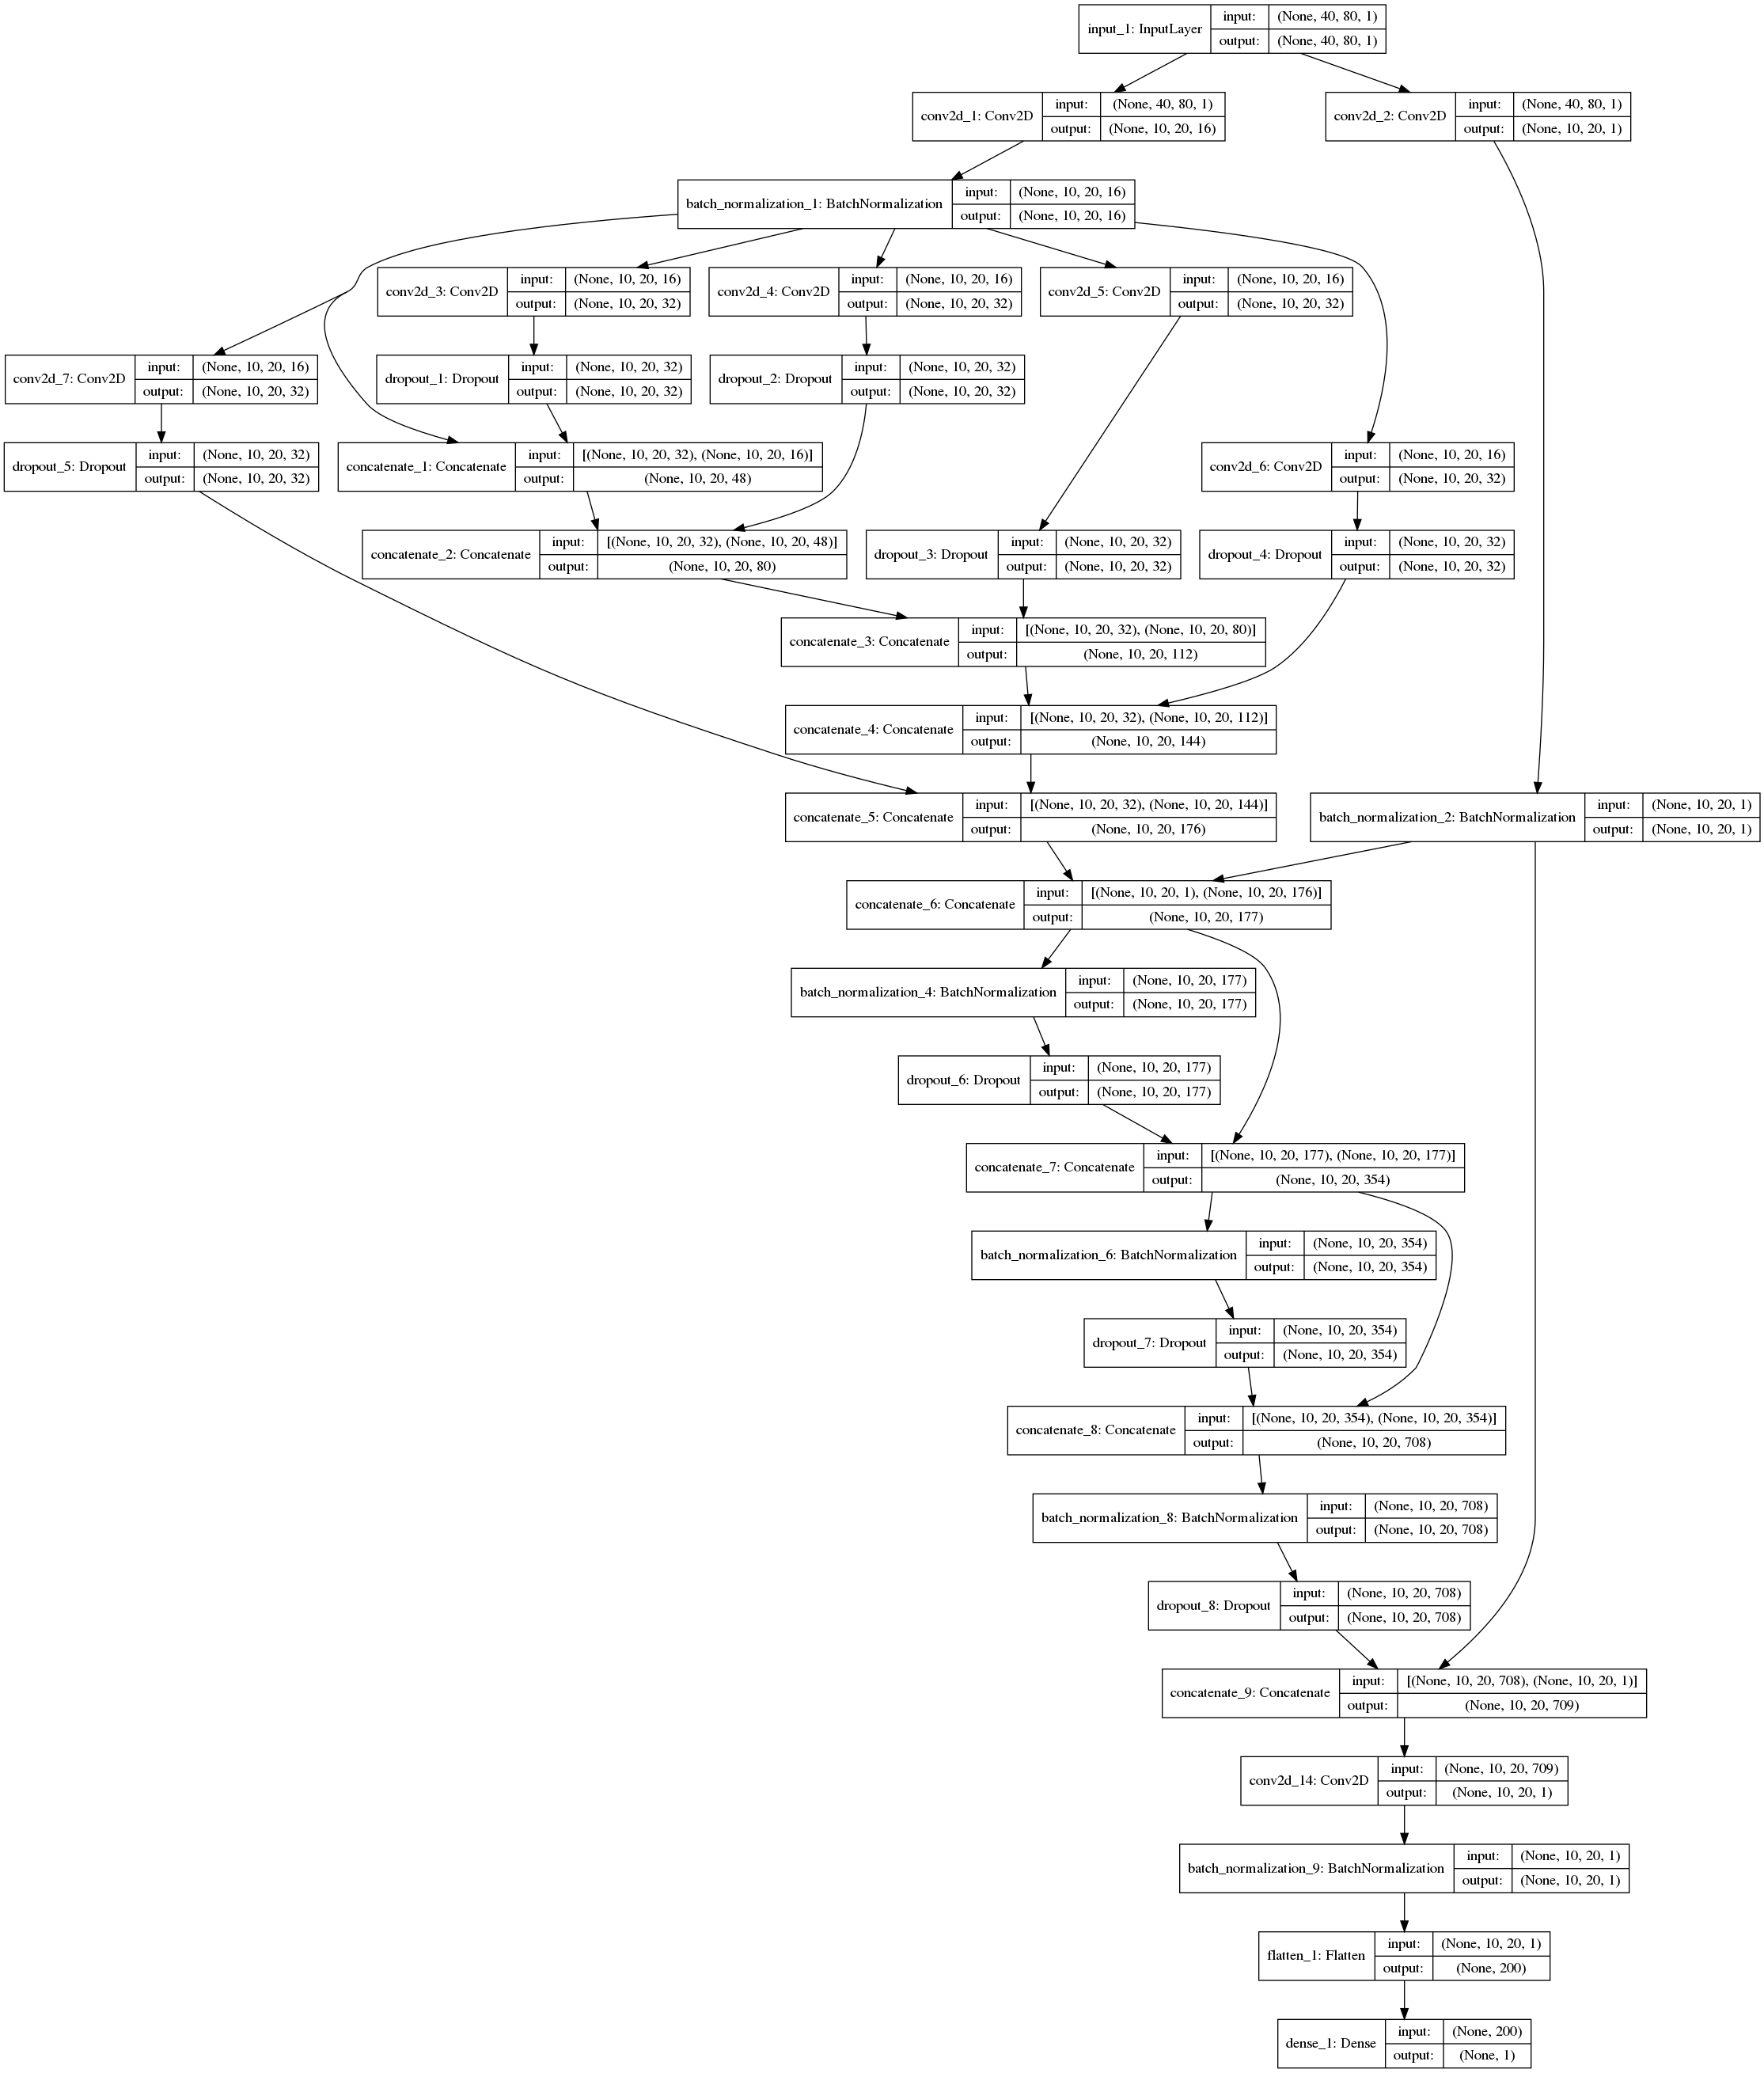 input_1: InputLayer
input: (None, 40, 80, 1)
output: (None, 40, 80, 1)
conv2d_1: Conv2D
input: (None, 40, 80, 1)
output: (None, 10, 20, 16)
conv2d_2: Conv2D
input: (None, 40, 80, 1)
output: (None, 10, 20, 1)
batch_normalization_1: BatchNormalization
input: (None, 10, 20, 16)
output: (None, 10, 20, 16)
conv2d_3: Conv2D
input: (None, 10, 20, 16)
output: (None, 10, 20, 32)
conv2d_4: Conv2D
input: (None, 10, 20, 16)
output: (None, 10, 20, 32)
conv2d_5: Conv2D
input: (None, 10, 20, 16)
output: (None, 10, 20, 32)
conv2d_7: Conv2D
input: (None, 10, 20, 16)
output: (None, 10, 20, 32)
dropout_1: Dropout
input: (None, 10, 20, 32)
output: (None, 10, 20, 32)
dropout_2: Dropout
input: (None, 10, 20, 32)
output: (None, 10, 20, 32)
dropout_5: Dropout
input: (None, 10, 20, 32)
output: (None, 10, 20, 32)
concatenate_1: Concatenate
input: [(None, 10, 20, 32), (None, 10, 20, 16)]
output: (None, 10, 20, 48)
conv2d_6: Conv2D
input: (None, 10, 20, 16)
output: (None, 10, 20, 32)
concatenate_2: Concatenate
input: [(None, 10, 20, 32), (None, 10, 20, 48)]
output: (None, 10, 20, 80)
dropout_3: Dropout
input: (None, 10, 20, 32)
output: (None, 10, 20, 32)
dropout_4: Dropout
input: (None, 10, 20, 32)
output: (None, 10, 20, 32)
concatenate_3: Concatenate
input: [(None, 10, 20, 32), (None, 10, 20, 80)]
output: (None, 10, 20, 112)
concatenate_4: Concatenate
input: [(None, 10, 20, 32), (None, 10, 20, 112)]
output: (None, 10, 20, 144)
concatenate_5: Concatenate
input: [(None, 10, 20, 32), (None, 10, 20, 144)]
output: (None, 10, 20, 176)
batch_normalization_2: BatchNormalization
input: (None, 10, 20, 1)
output: (None, 10, 20, 1)
concatenate_6: Concatenate
input: [(None, 10, 20, 1), (None, 10, 20, 176)]
output: (None, 10, 20, 177)
batch_normalization_4: BatchNormalization
input: (None, 10, 20, 177)
output: (None, 10, 20, 177)
dropout_6: Dropout
input: (None, 10, 20, 177)
output: (None, 10, 20, 177)
concatenate_7: Concatenate
input: [(None, 10, 20, 177), (None, 10, 20, 177)]
output: (None, 10, 20, 354)
batch_normalization_6: BatchNormalization
input: (None, 10, 20, 354)
output: (None, 10, 20, 354)
dropout_7: Dropout
input: (None, 10, 20, 354)
output: (None, 10, 20, 354)
concatenate_8: Concatenate
input: [(None, 10, 20, 354), (None, 10, 20, 354)]
output: (None, 10, 20, 708)
batch_normalization_8: BatchNormalization
input: (None, 10, 20, 708)
output: (None, 10, 20, 708)
dropout_8: Dropout
input: (None, 10, 20, 708)
output: (None, 10, 20, 708)
concatenate_9: Concatenate
input: [(None, 10, 20, 708), (None, 10, 20, 1)]
output: (None, 10, 20, 709)
conv2d_14: Conv2D
input: (None, 10, 20, 709)
output: (None, 10, 20, 1)
batch_normalization_9: BatchNormalization
input: (None, 10, 20, 1)
output: (None, 10, 20, 1)
flatten_1: Flatten
input: (None, 10, 20, 1)
output: (None, 200)
dense_1: Dense
input: (None, 200)
output: (None, 1)